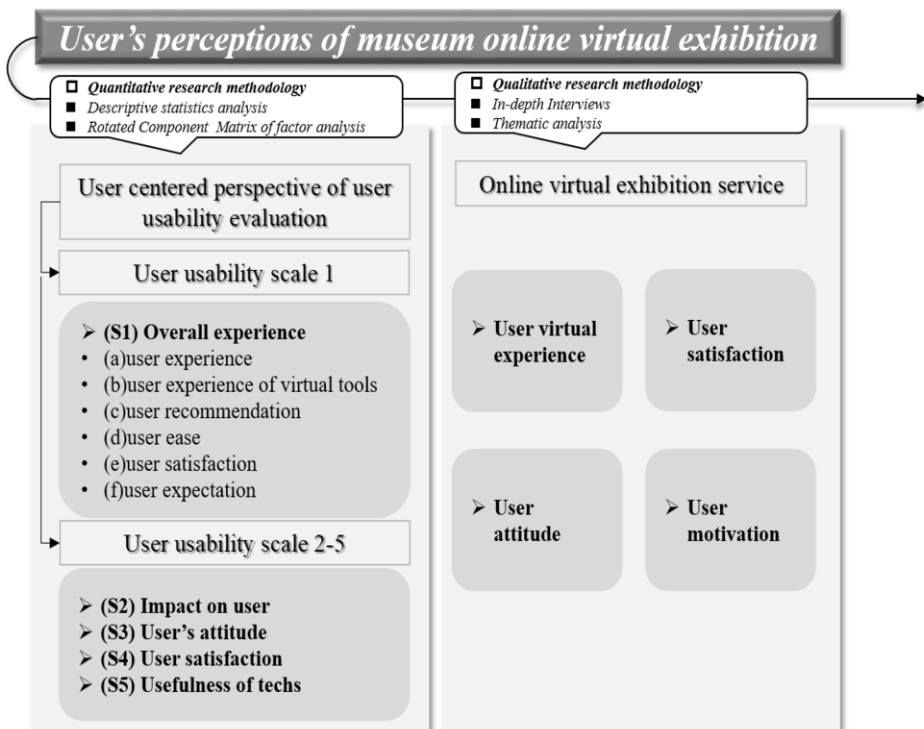 User's perceptions of museum online virtual exhibition
Quantitative research methodology
Descriptive statistics analysis
Rotated Component Matrix of factor analysis
User centered perspective of user
usability evaluation
User usability scale 1
(S1) Overall experience
(a)user experience
(b)user experience of virtual tools
(c)user recommendation
(d)user ease
(e)user satisfaction
(f)user expectation
User usability scale 2-5
(S2) Impact on user
(S3) User's attitude
(S4) User satisfaction
(S5) Usefulness of techs
Qualitative research methodology
In-depth Interviews
Thematic analysis
Online virtual exhibition service
User virtual
experience
User
satisfaction
User
attitude
User
motivation